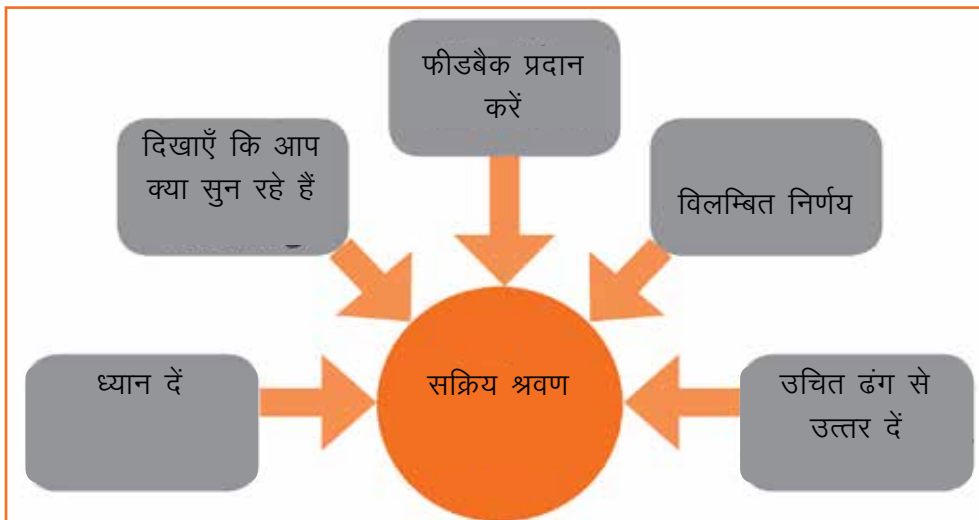 फीडबैक प्रदान
करें
दिखाएँ कि आप
क्या सुन रहे हैं
विलम्बित निर्णय
ध्यान दें
सक्रिय श्रवण
उचित ढंग से
उत्तर दें